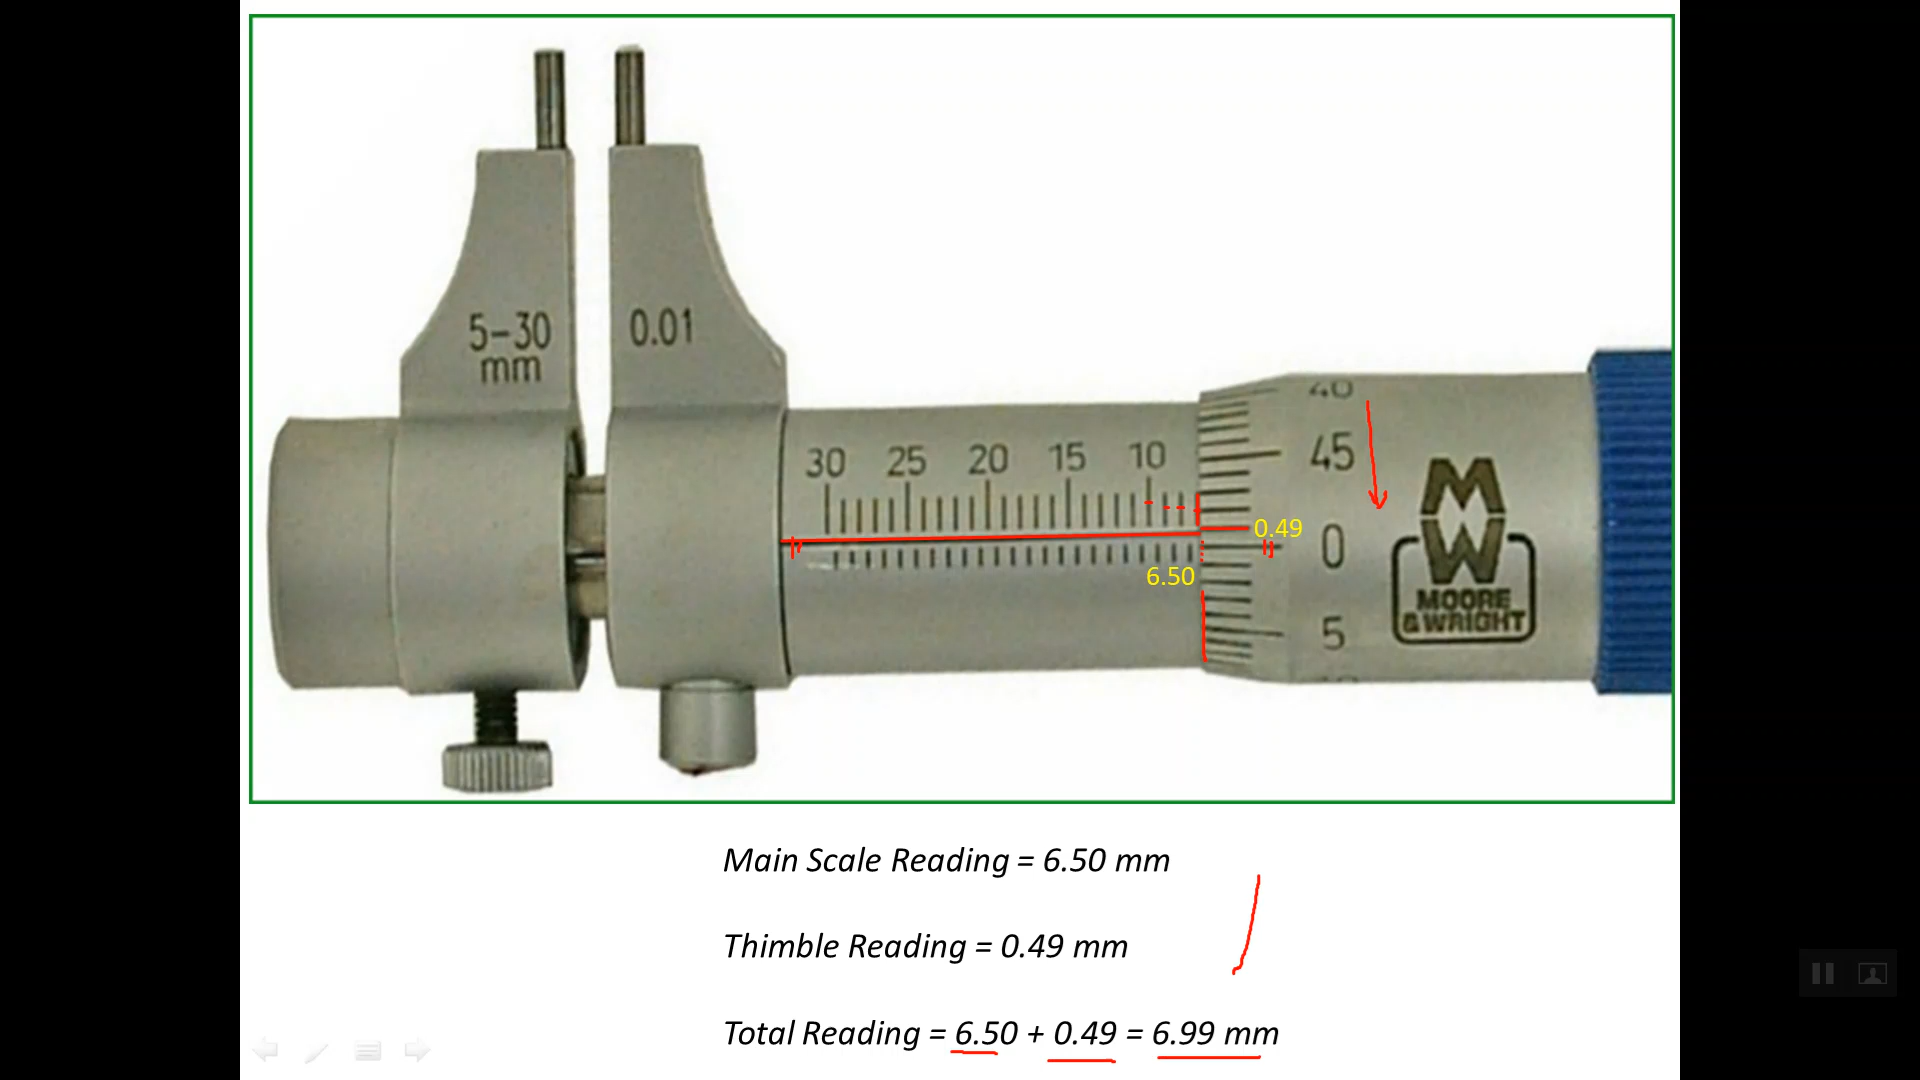 5-30
mm
0.01
30 25 20 15 10
40
45
0.49
0
6.50
5
10
MW
MOORE
& WRIGHT
Main Scale Reading = 6.50 mm
Thimble Reading = 0.49 mm
Total Reading = 6.50 + 0.49 = 6.99 mm